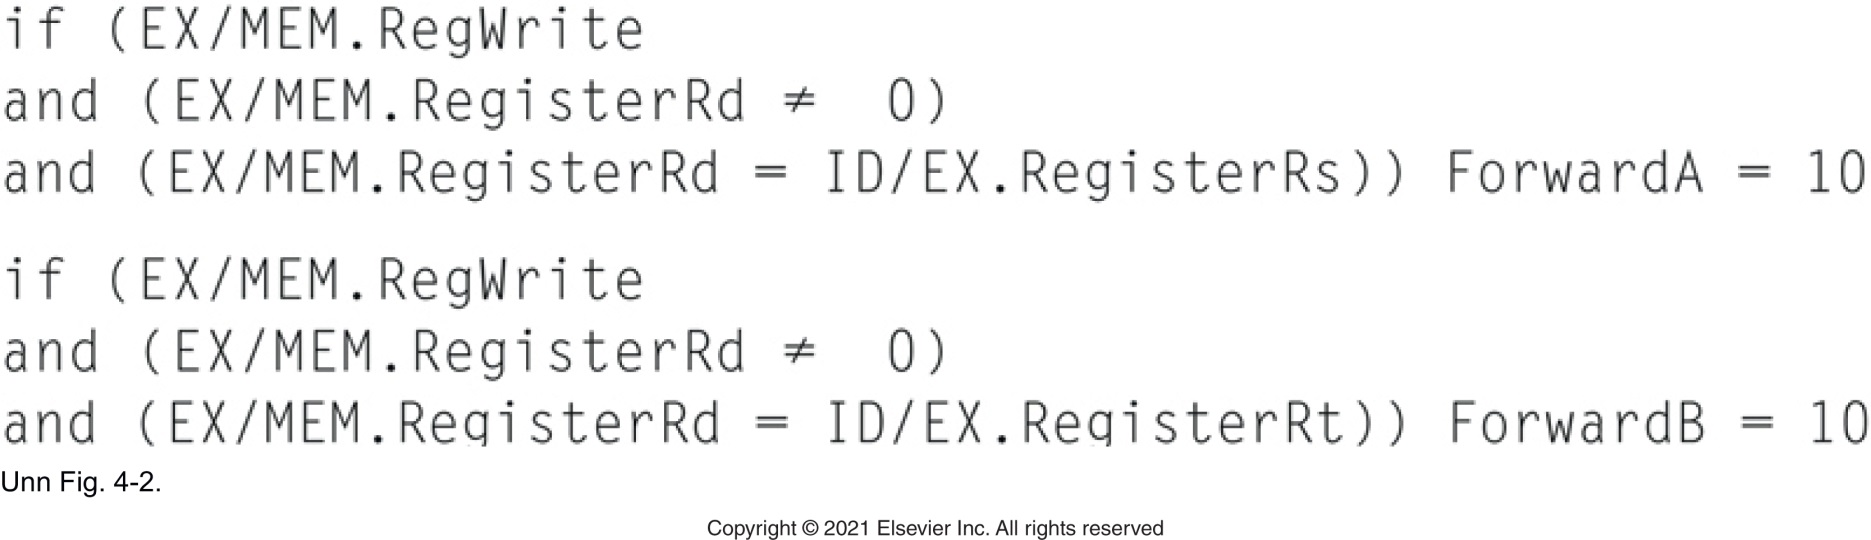 if (EX/MEM.RegWrite
and (EX/MEM.RegisterRd ≠ 0)
and (EX/MEM.RegisterRd = ID/EX.RegisterRs)) ForwardA = 10
if (EX/MEM.RegWrite
and (EX/MEM.RegisterRd ≠ 0)
and (EX/MEM.RegisterRd = ID/EX.RegisterRt)) ForwardB = 10
Unn Fig. 4-2.
Copyright © 2021 Elsevier Inc. All rights reserved